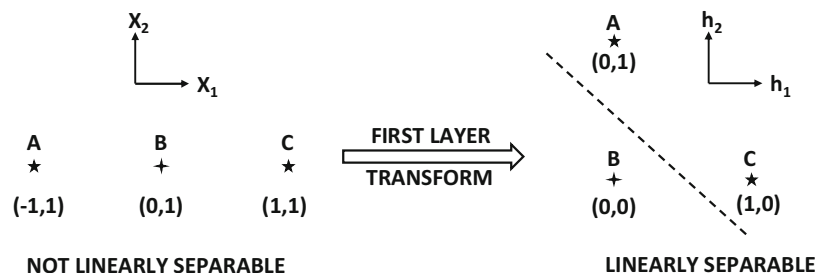 X2
X1
A B C
(-1,1) (0,1) (1,1)
NOT LINEARLY SEPARABLE
FIRST LAYER
TRANSFORM
A
(0,1)
h2
h1
B C
(0,0) (1,0)
LINEARLY SEPARABLE